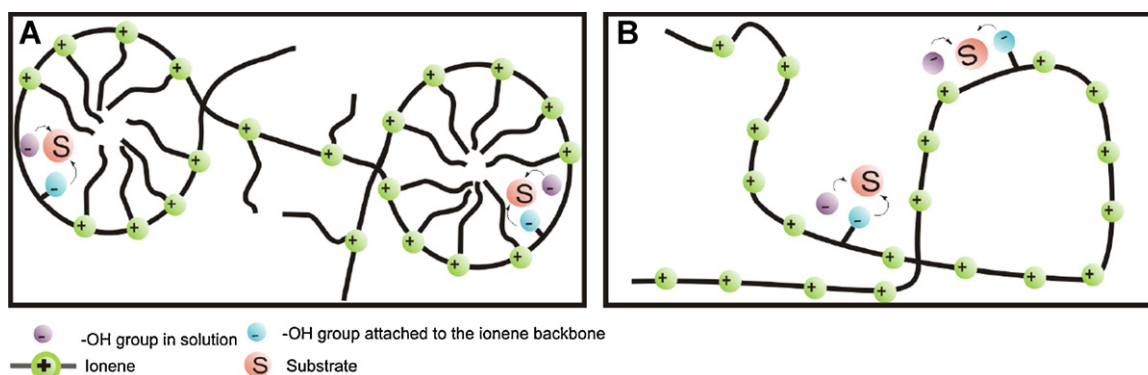 A
B
S
S
S
S
-OH group in solution
-OH group attached to the ionene backbone
Ionene
S Substrate